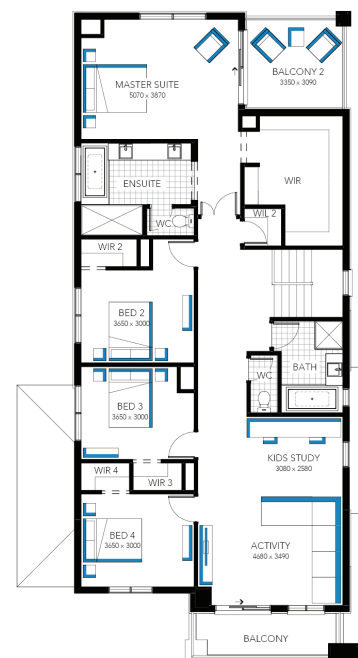 MASTER SUITE
5070 x 3870
BALCONY 2
3350 x 3090
ENSUITE
WIR
WC
WIL 2
WIR 2
BED 2
3650 x 3000
BATH
WC
BED 3
3650 x 3000
KIDS STUDY
3080 x 2580
WIR 4
WIR 3
BED 4
3650 x 3000
ACTIVITY
4680 x 3490
BALCONY